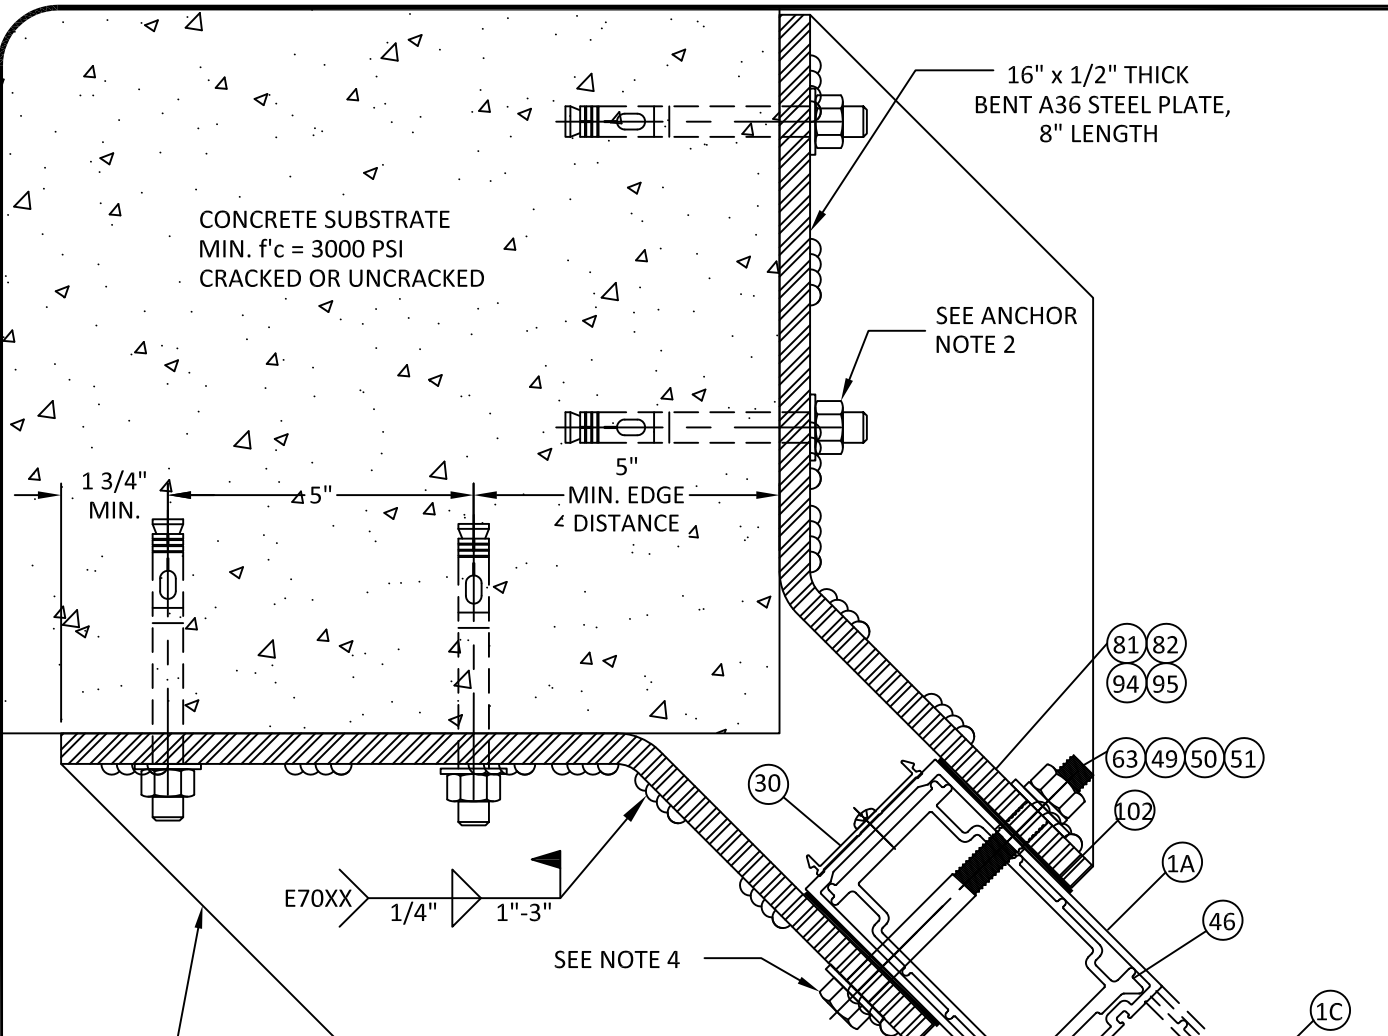 16" x 1/2" THICK
BENT A36 STEEL PLATE,
8" LENGTH
CONCRETE SUBSTRATE
MIN. f'c = 3000 PSI
CRACKED OR UNCRACKED
SEE ANCHOR
NOTE 2
1 3/4"
MIN.
5"
5"
MIN. EDGE
DISTANCE
81 82
94 95
63 49 50 51
30
102
1A
46
E70XX
1/4"
1"-3"
SEE NOTE 4
1C